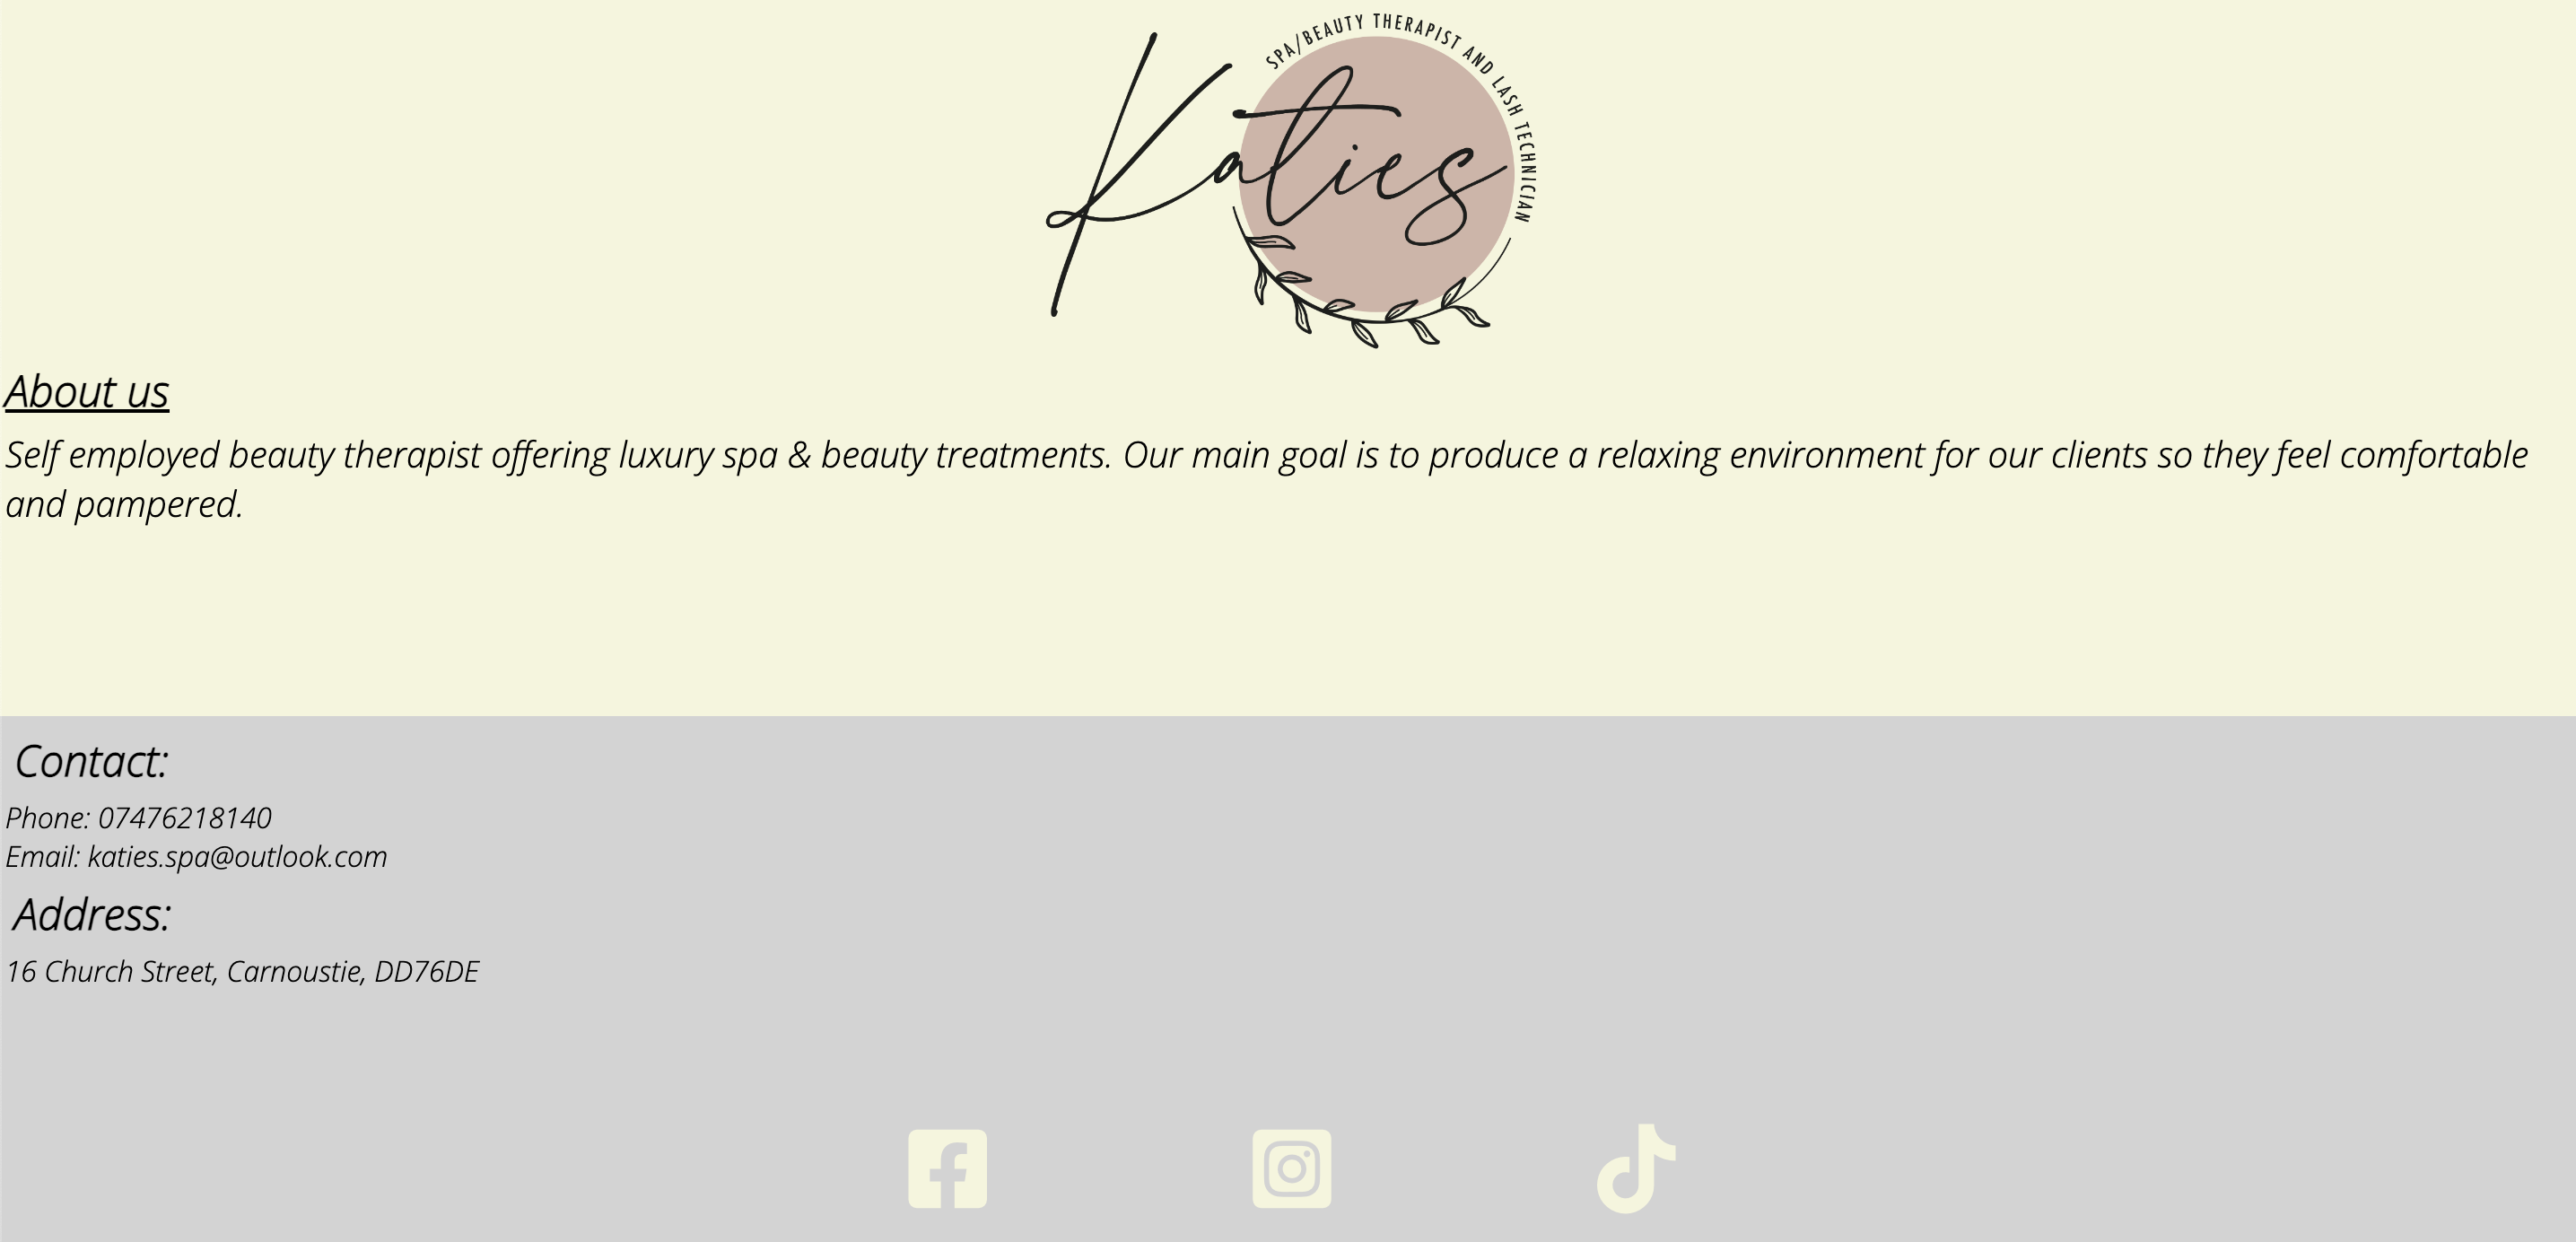 SPA/BEAUTY THERAPIST AND LASH TECHNICIAN
Katies
About us
Self employed beauty therapist offering luxury spa & beauty treatments. Our main goal is to produce a relaxing environment for our clients so they feel comfortable
and pampered.
Contact:
Phone: 07476218140
Email: katies.spa@outlook.com
Address:
16 Church Street, Carnoustie, DD76DE